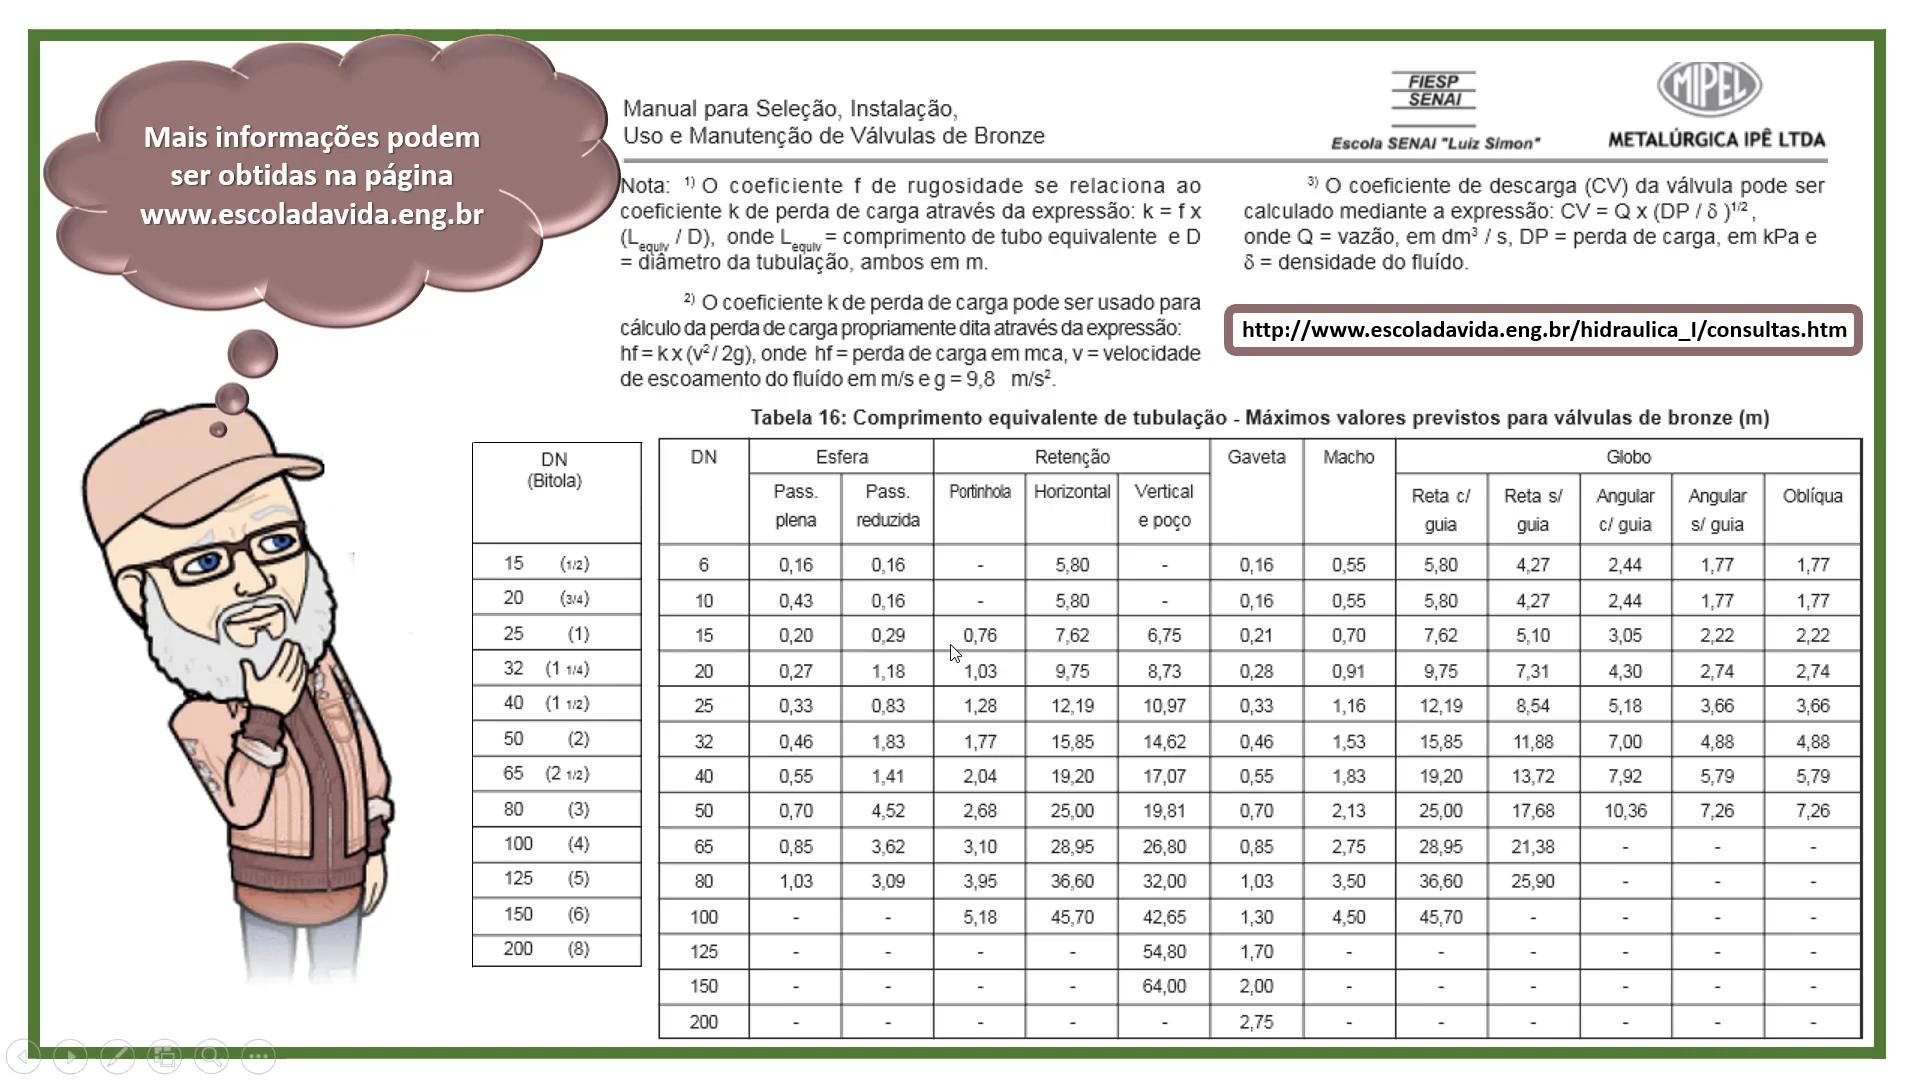 Mais informações podem
ser obtidas na página
www.escoladavida.eng.br
Manual para Seleção, Instalação,
Uso e Manutenção de Válvulas de Bronze
FIESP
SENAI
Escola SENAI "Luiz Simon"
MIPEL
METALÚRGICA IPÊ LTDA
Nota: 1) O coeficiente f de rugosidade se relaciona ao
coeficiente k de perda de carga através da expressão: k = f x
(Lequiv / D), onde Lequiv = comprimento de tubo equivalente e D
= diâmetro da tubulação, ambos em m.
2) O coeficiente k de perda de carga pode ser usado para
cálculo da perda de carga propriamente dita através da expressão:
hf = k x (v² / 2g), onde hf = perda de carga em mca, v = velocidade
de escoamento do fluído em m/s e g = 9,8 m/s².
3) O coeficiente de descarga (CV) da válvula pode ser
calculado mediante a expressão: CV = Q x (DP / δ )1/2 ,
onde Q = vazão, em dm³ / s, DP = perda de carga, em kPa e
δ = densidade do fluído.
http://www.escoladavida.eng.br/hidraulica_I/consultas.htm
Tabela 16: Comprimento equivalente de tubulação - Máximos valores previstos para válvulas de bronze (m)
DN
(Bitola)
15 (1/2)
20 (3/4)
25 (1)
32 (1 1/4)
40 (1 1/2)
50 (2)
65 (2 1/2)
80 (3)
100 (4)
125 (5)
150 (6)
200 (8)
DN Esfera Retenção Gaveta Macho Globo
Pass. plena Pass. reduzida Portinhola Horizontal Vertical e poço Reta c/ guia Reta s/ guia Angular c/ guia Angular s/ guia Oblíqua
6 0,16 0,16 - 5,80 - 0,16 0,55 5,80 4,27 2,44 1,77 1,77
10 0,43 0,16 - 5,80 - 0,16 0,55 5,80 4,27 2,44 1,77 1,77
15 0,20 0,29 0,76 7,62 6,75 0,21 0,70 7,62 5,10 3,05 2,22 2,22
20 0,27 1,18 1,03 9,75 8,73 0,28 0,91 9,75 7,31 4,30 2,74 2,74
25 0,33 0,83 1,28 12,19 10,97 0,33 1,16 12,19 8,54 5,18 3,66 3,66
32 0,46 1,83 1,77 15,85 14,62 0,46 1,53 15,85 11,88 7,00 4,88 4,88
40 0,55 1,41 2,04 19,20 17,07 0,55 1,83 19,20 13,72 7,92 5,79 5,79
50 0,70 4,52 2,68 25,00 19,81 0,70 2,13 25,00 17,68 10,36 7,26 7,26
65 0,85 3,62 3,10 28,95 26,80 0,85 2,75 28,95 21,38 - - -
80 1,03 3,09 3,95 36,60 32,00 1,03 3,50 36,60 25,90 - - -
100 - - 5,18 45,70 42,65 1,30 4,50 45,70 - - - -
125 - - - - 54,80 1,70 - - - - - -
150 - - - - 64,00 2,00 - - - - - -
200 - - - - - 2,75 - - - - - -